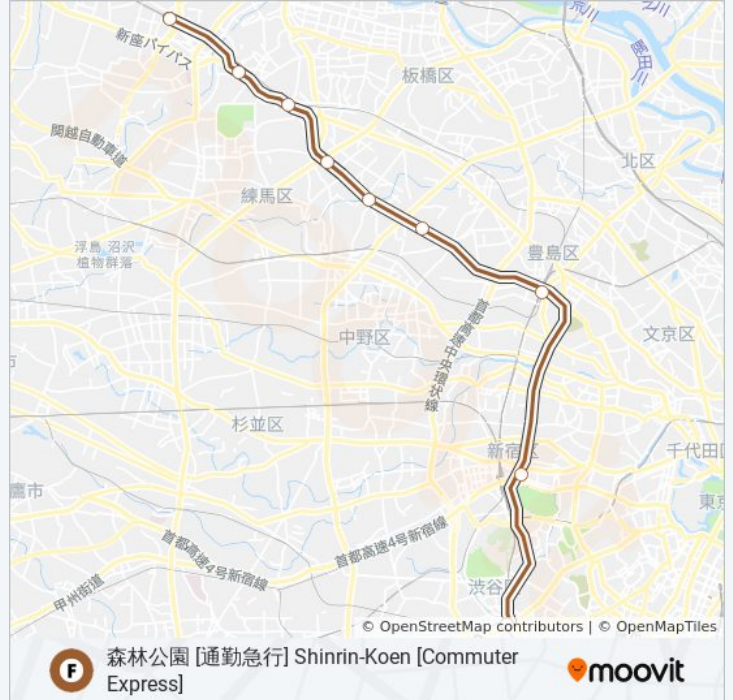 荒川
新座バイパス
隅田川
板橋区
関越自動車道
北区
練馬区
浮島 沼沢
植物群落
豊島区
首都高速中央環状線
中野区
文京区
杉並区
新宿区
千代田
鷹市
東京
首都高速4号新宿線
首都高速4号新宿線
甲州街道
渋谷区
© OpenStreetMap contributors | © OpenMapTiles
F
森林公園 [通勤急行] Shinrin-Koen [Commuter
Express]
moovit